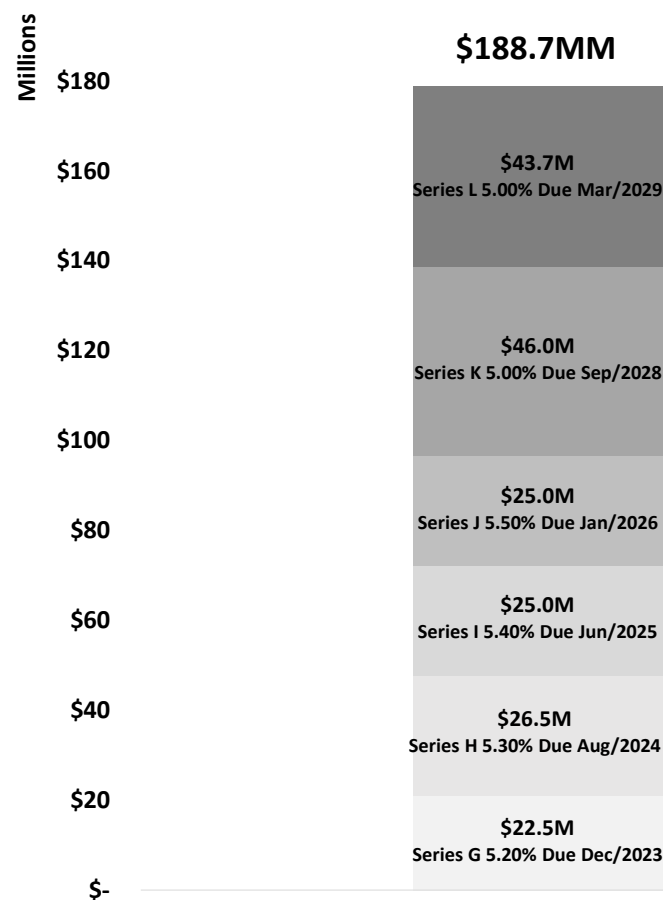 Millions
$188.7MM
$180
$160
$140
$120
$100
$80
$60
$40
$20
$-
$43.7M
Series L 5.00% Due Mar/2029
$46.0M
Series K 5.00% Due Sep/2028
$25.0M
Series J 5.50% Due Jan/2026
$25.0M
Series I 5.40% Due Jun/2025
$26.5M
Series H 5.30% Due Aug/2024
$22.5M
Series G 5.20% Due Dec/2023